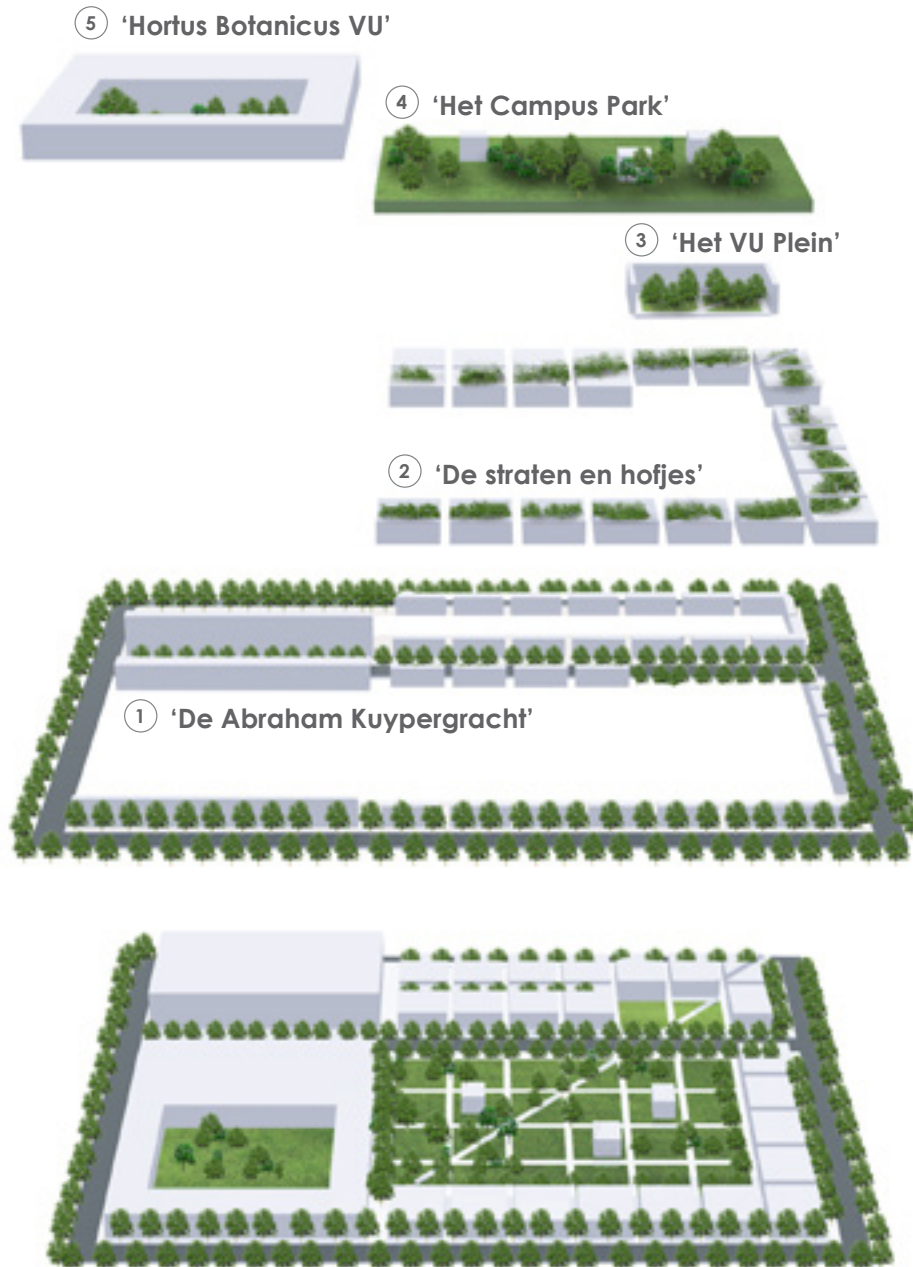 5 ‘Hortus Botanicus VU’
4 ‘Het Campus Park’
3 ‘Het VU Plein’
2 ‘De straten en hofjes’
1 ‘De Abraham Kuypergracht’